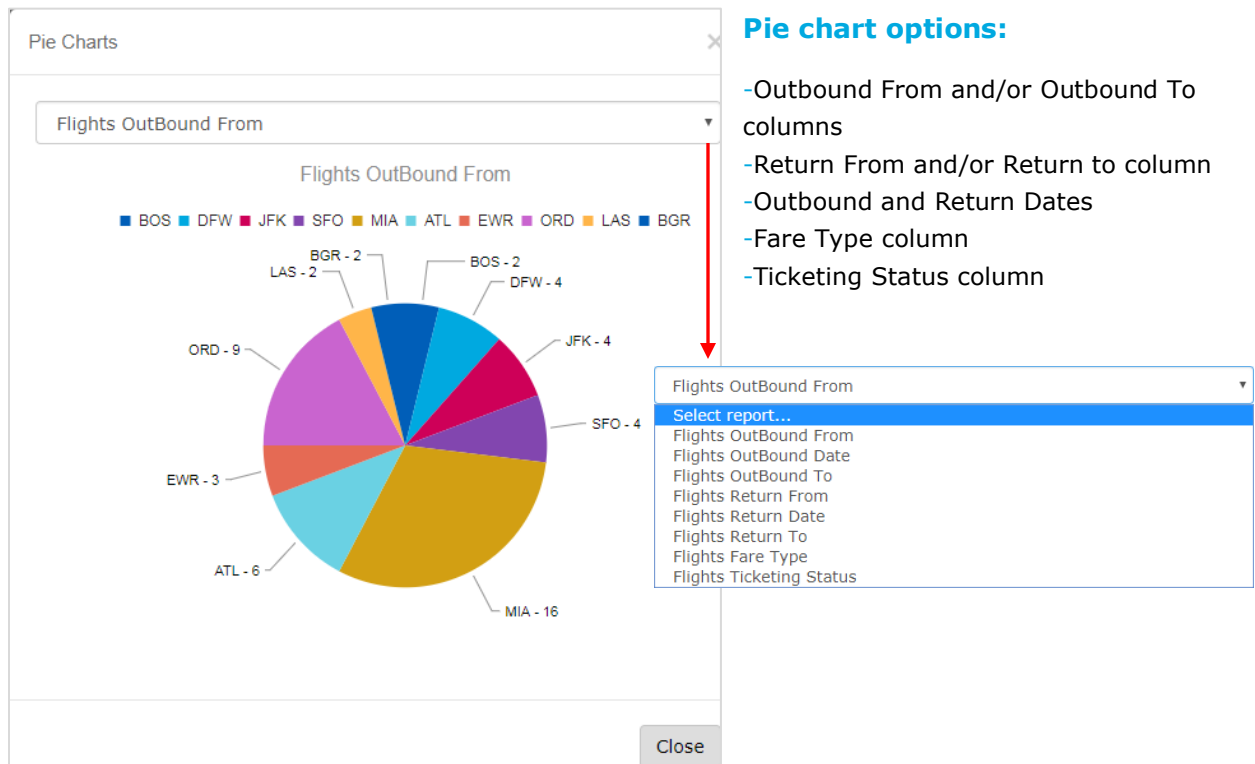 Pie Charts
×
Flights OutBound From
Flights OutBound From
BOS DFW JFK SFO MIA ATL EWR ORD LAS BGR
BGR - 2
BOS - 2
LAS - 2
DFW - 4
ORD - 9
JFK - 4
SFO - 4
EWR - 3
ATL - 6
MIA - 16
Close
Pie chart options:
-Outbound From and/or Outbound To
columns
-Return From and/or Return to column
-Outbound and Return Dates
-Fare Type column
-Ticketing Status column
Flights OutBound From
Select report...
Flights OutBound From
Flights OutBound Date
Flights OutBound To
Flights Return From
Flights Return Date
Flights Return To
Flights Fare Type
Flights Ticketing Status